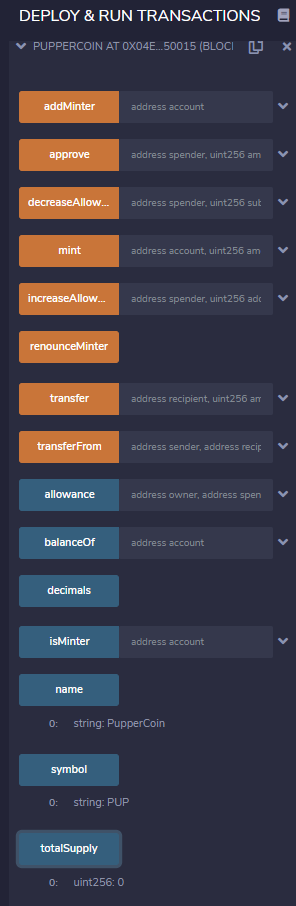 DEPLOY & RUN TRANSACTIONS
PUPPERCOIN AT 0X04E...50015 (BLOC
addMinter address account
approve address spender, uint256 am
decreaseAllow... address spender, uint256 sub
mint address account, uint256 am
increaseAllow... address spender, uint256 add
renounceMinter
transfer address recipient, uint256 am
transferFrom address sender, address recip
allowance address owner, address spen
balanceOf address account
decimals
isMinter address account
name
0: string: PupperCoin
symbol
0: string: PUP
totalSupply
0: uint256: 0